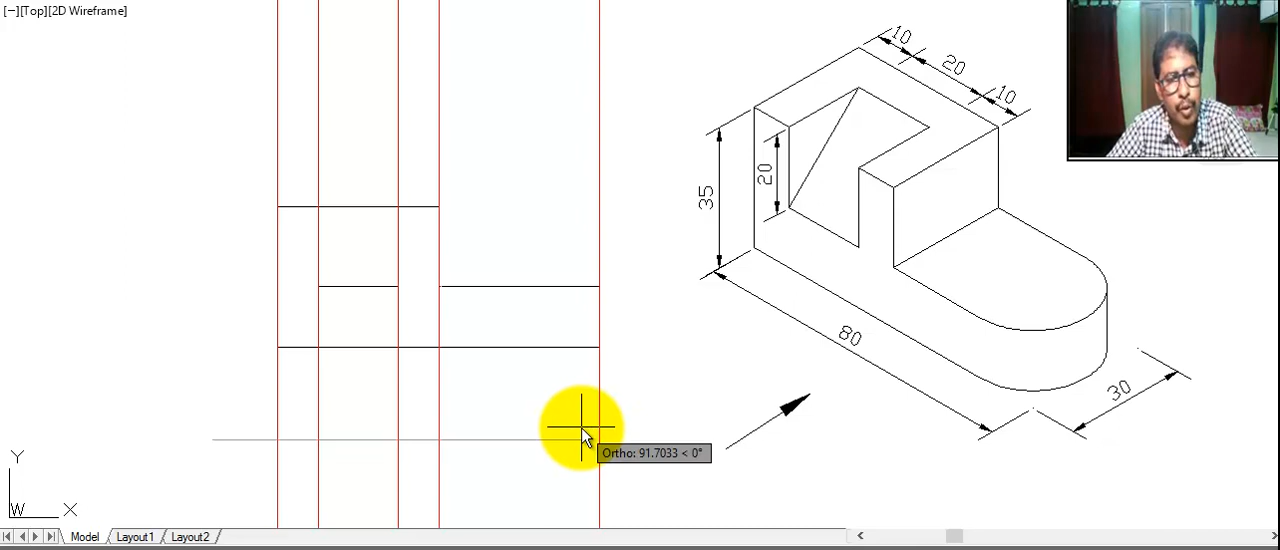 [−][Top][2D Wireframe]
10
20
10
35
20
80
30
Ortho: 91.7033 < 0°
Y
W X
Model Layout1 Layout2